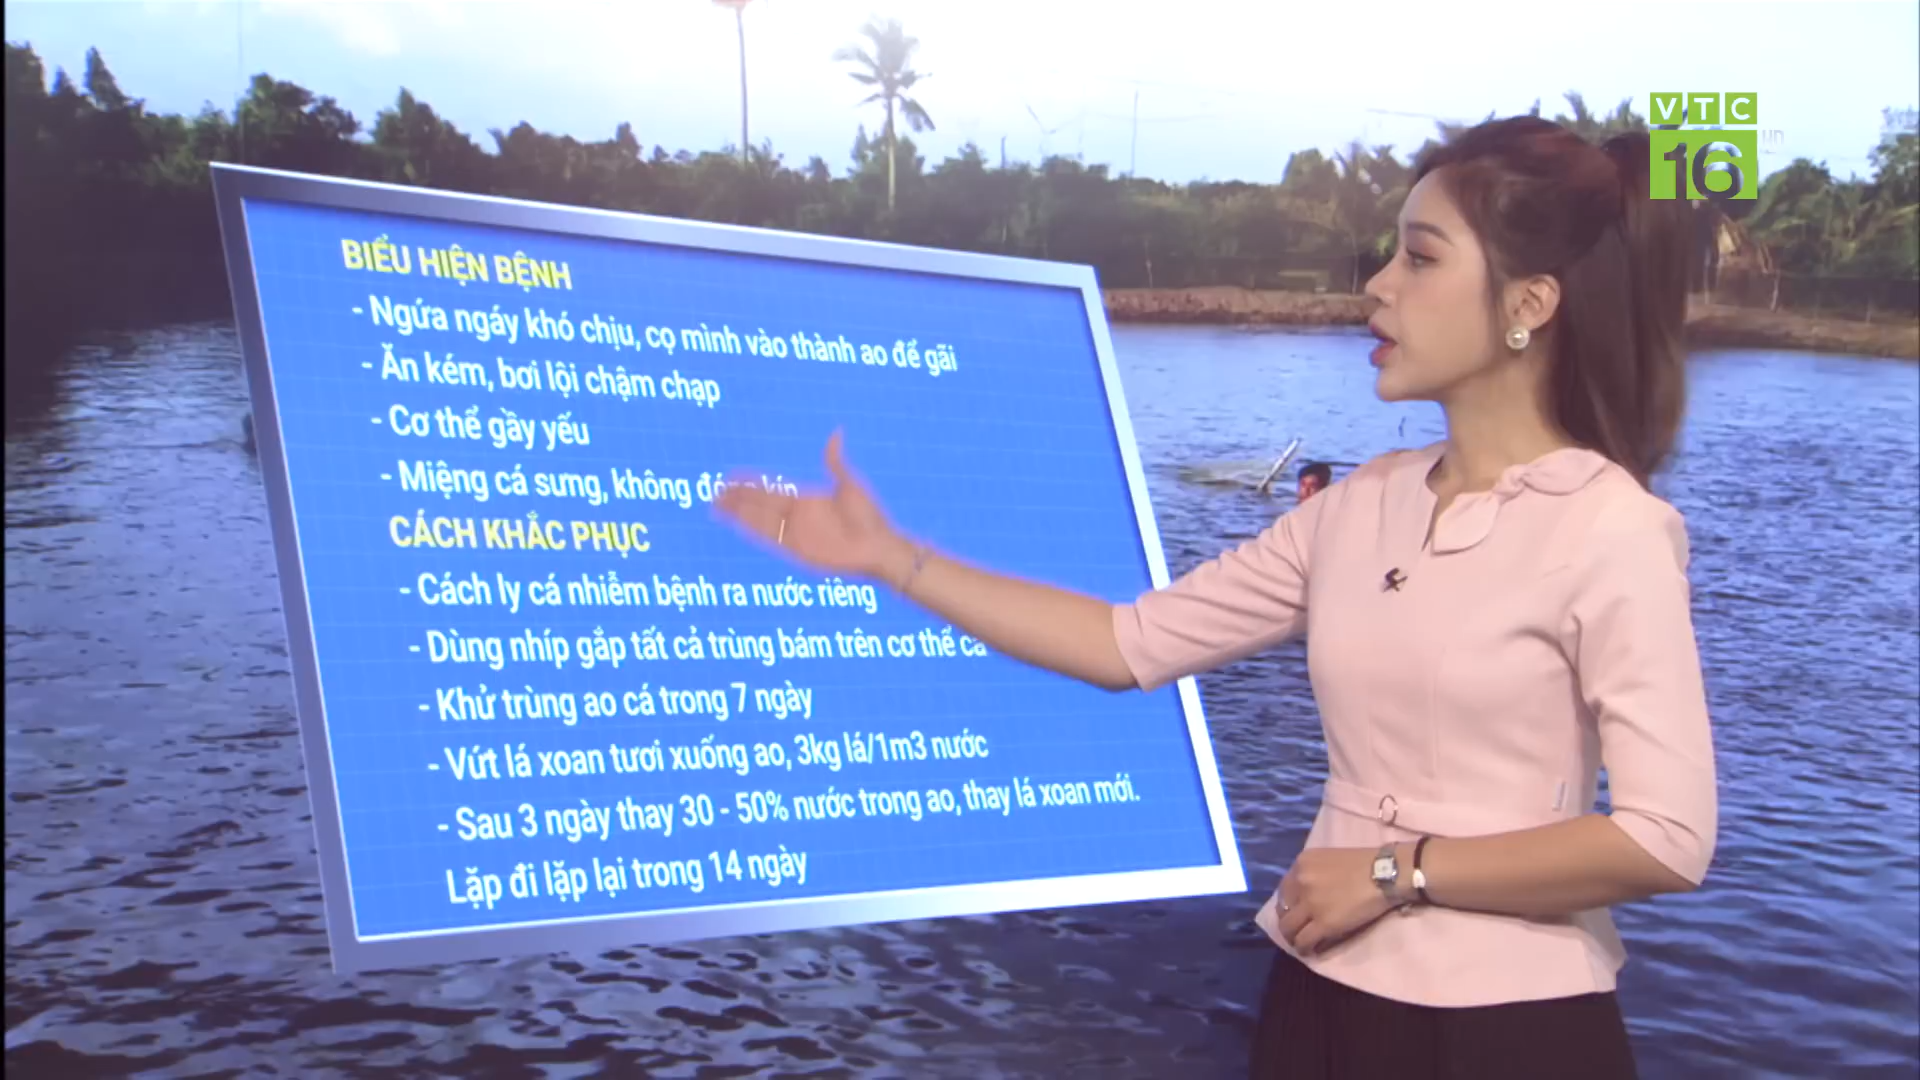 VTC
16
HD
BIỂU HIỆN BỆNH
- Ngứa ngáy khó chịu, cọ mình vào thành ao để gãi
- Ăn kém, bơi lội chậm chạp
- Cơ thể gầy yếu
- Miệng cá sưng, không kín
CÁCH KHẮC PHỤC
- Cách ly cá nhiễm bệnh ra nước riêng
- Dùng nhíp gắp tất cả trùng bám trên cơ thể cá
- Khử trùng ao cá trong 7 ngày
- Vứt lá xoan tươi xuống ao, 3kg lá/1m3 nước
- Sau 3 ngày thay 30 - 50% nước trong ao, thay lá xoan mới.
Lặp đi lặp lại trong 14 ngày